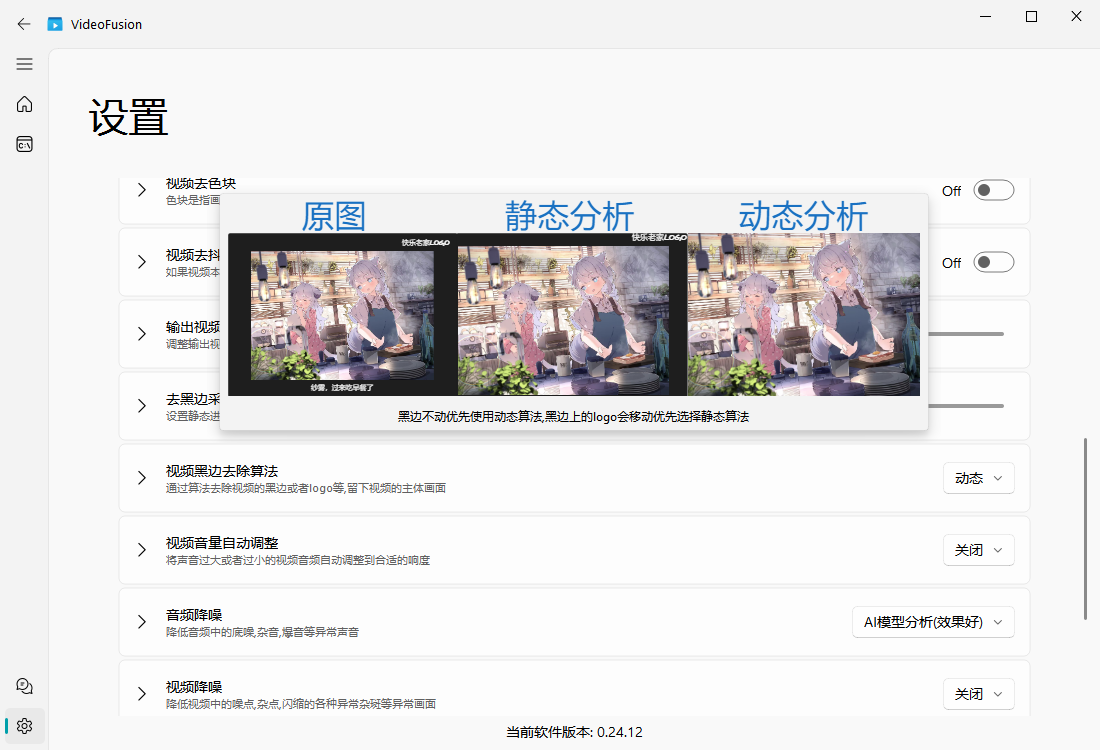 VideoFusion
设置
视频去色块
色块是指画
Off
原图
静态分析
动态分析
快乐老家LOGO
快乐老家LOGO
纱雾，过来吃早餐了
黑边不动优先使用动态算法,黑边上的logo会移动优先选择静态算法
视频去抖
如果视频本
Off
输出视频
调整输出视
去黑边采
设置静态进
视频黑边去除算法
通过算法去除视频的黑边或者logo等,留下视频的主体画面
动态
视频音量自动调整
将声音过大或者过小的视频音频自动调整到合适的响度
关闭
音频降噪
降低音频中的底噪,杂音,爆音等异常声音
AI模型分析(效果好)
视频降噪
降低视频中的噪点,杂点,闪缩的各种异常杂斑等异常画面
关闭
当前软件版本: 0.24.12